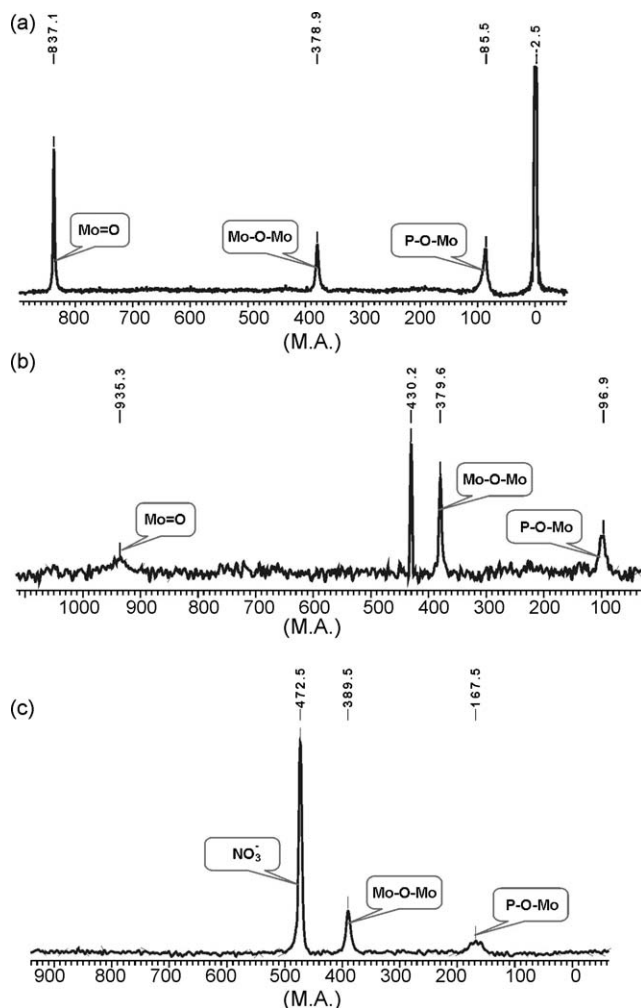 (a)
837.1 378.9 85.5 -2.5
Mo=O Mo-O-Mo P-O-Mo
800 700 600 500 400 300 200 100 0
(M.A.)
(b)
935.3 430.2 379.6 96.9
Mo-O-Mo
Mo=O P-O-Mo
1000 900 800 700 600 500 400 300 200 100
(M.A.)
(c)
472.5 389.5 167.5
NO₃⁻ Mo-O-Mo P-O-Mo
900 800 700 600 500 400 300 200 100 0
(M.A.)